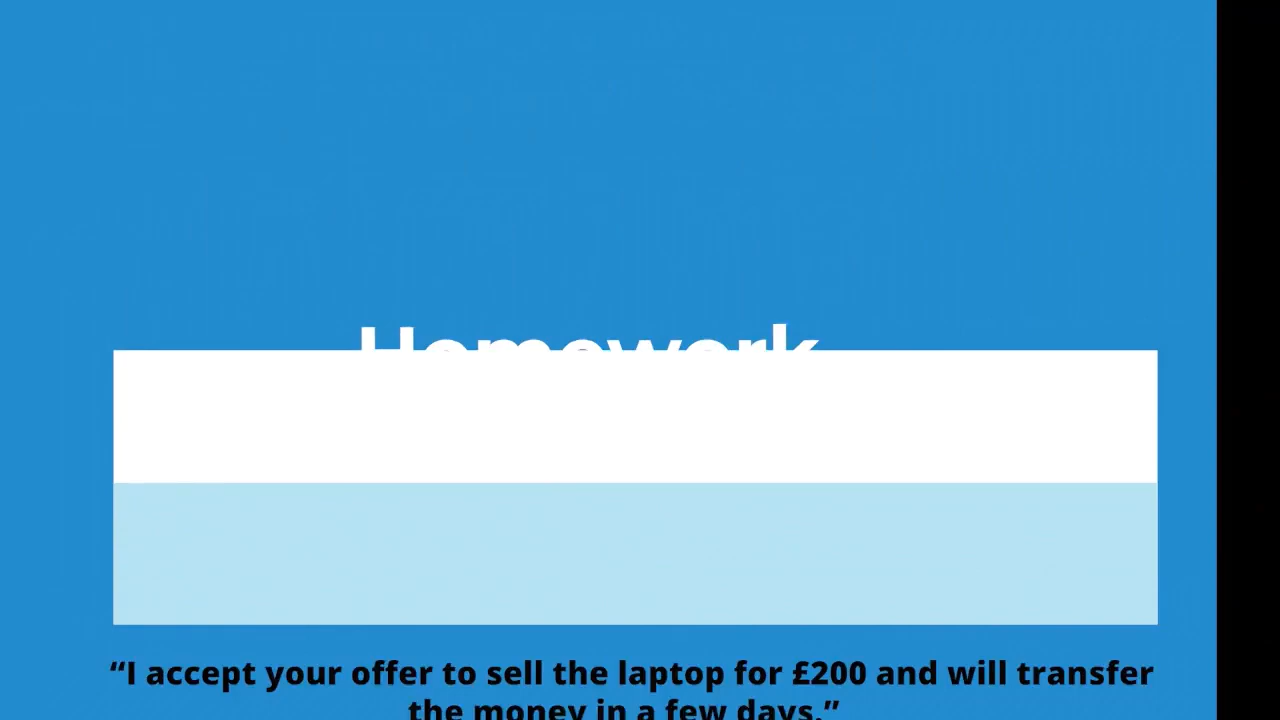 Homework
“I accept your offer to sell the laptop for £200 and will transfer
the money in a few days.”